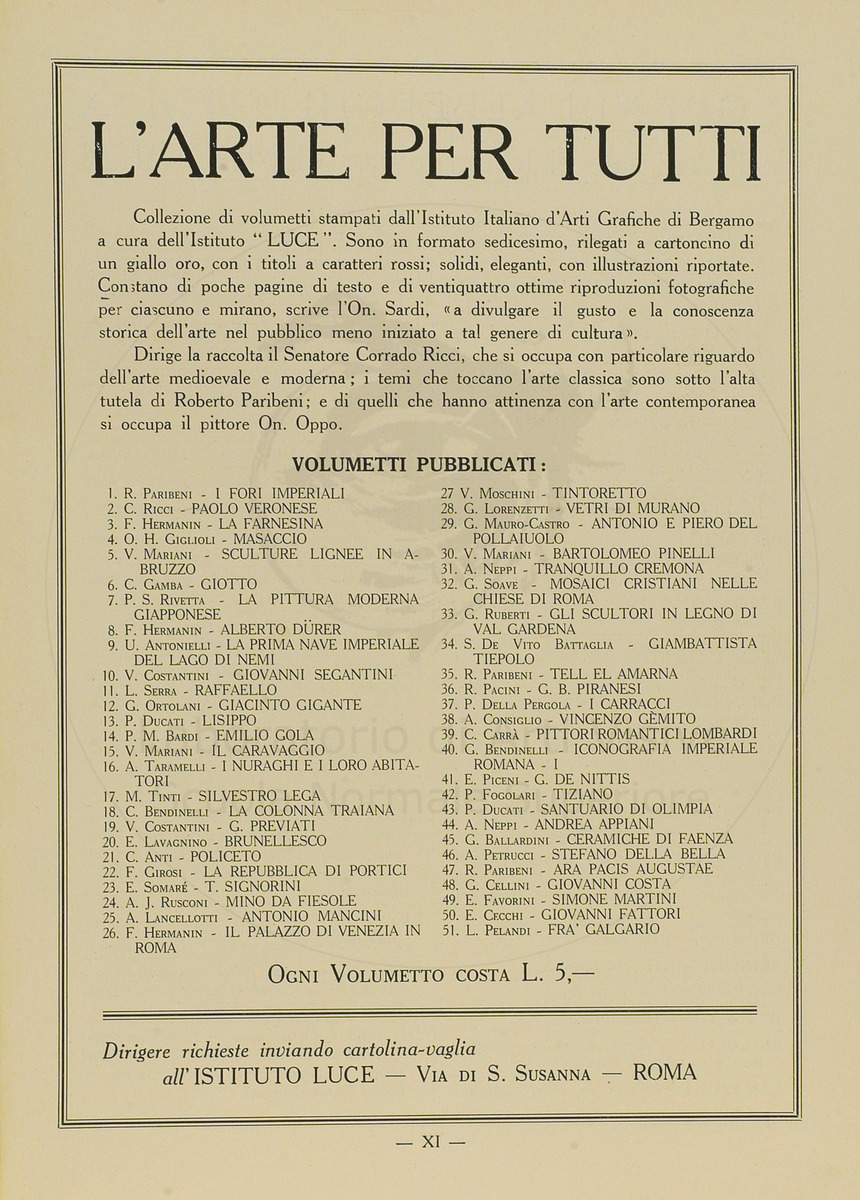 L'ARTE PER TUTTI
Collezione di volumetti stampati dall'Istituto Italiano d'Arti Grafiche di Bergamo
a cura dell'Istituto “ LUCE ”. Sono in formato sedicesimo, rilegati a cartoncino di
un giallo oro, con i titoli a caratteri rossi; solidi, eleganti, con illustrazioni riportate.
Constano di poche pagine di testo e di ventiquattro ottime riproduzioni fotografiche
per ciascuno e mirano, scrive l'On. Sardi, «a divulgare il gusto e la conoscenza
storica dell'arte nel pubblico meno iniziato a tal genere di cultura».
Dirige la raccolta il Senatore Corrado Ricci, che si occupa con particolare riguardo
dell'arte medioevale e moderna; i temi che toccano l'arte classica sono sotto l'alta
tutela di Roberto Paribeni; e di quelli che hanno attinenza con l'arte contemporanea
si occupa il pittore On. Oppo.
VOLUMETTI PUBBLICATI:
1. R. Paribeni - I FORI IMPERIALI
2. C. Ricci - PAOLO VERONESE
3. F. Hermanin - LA FARNESINA
4. O. H. Giglioli - MASACCIO
5. V. Mariani - SCULTURE LIGNEE IN A-
BRUZZO
6. C. Gamba - GIOTTO
7. P. S. Rivetta - LA PITTURA MODERNA
GIAPPONESE
8. F. Hermanin - ALBERTO DÜRER
9. U. Antonielli - LA PRIMA NAVE IMPERIALE
DEL LAGO DI NEMI
10. V. Costantini - GIOVANNI SEGANTINI
11. L. Serra - RAFFAELLO
12. G. Ortolani - GIACINTO GIGANTE
13. P. Ducati - LISIPPO
14. P. M. Bardi - EMILIO GOLA
15. V. Mariani - IL CARAVAGGIO
16. A. Taramelli - I NURAGHI E I LORO ABITA-
TORI
17. M. Tinti - SILVESTRO LEGA
18. C. Bendinelli - LA COLONNA TRAIANA
19. V. Costantini - G. PREVIATI
20. E. Lavagnino - BRUNELLESCO
21. C. Anti - POLICETO
22. F. Girosi - LA REPUBBLICA DI PORTICI
23. E. Somaré - T. SIGNORINI
24. A. J. Rusconi - MINO DA FIESOLE
25. A. Lancellotti - ANTONIO MANCINI
26. F. Hermanin - IL PALAZZO DI VENEZIA IN
ROMA
27 V. Moschini - TINTORETTO
28. G. Lorenzetti - VETRI DI MURANO
29. G. Mauro-Castro - ANTONIO E PIERO DEL
POLLAIUOLO
30. V. Mariani - BARTOLOMEO PINELLI
31. A. Neppi - TRANQUILLO CREMONA
32. G. Soave - MOSAICI CRISTIANI NELLE
CHIESE DI ROMA
33. G. Ruberti - GLI SCULTORI IN LEGNO DI
VAL GARDENA
34. S. De Vito Battaglia - GIAMBATTISTA
TIEPOLO
35. R. Paribeni - TELL EL AMARNA
36. R. Pacini - G. B. PIRANESI
37. P. Della Pergola - I CARRACCI
38. A. Consiglio - VINCENZO GÈMITO
39. C. Carrà - PITTORI ROMANTICI LOMBARDI
40. G. Bendinelli - ICONOGRAFIA IMPERIALE
ROMANA - I
41. E. Piceni - G. DE NITTIS
42. P. Fogolari - TIZIANO
43. P. Ducati - SANTUARIO DI OLIMPIA
44. A. Neppi - ANDREA APPIANI
45. G. Ballardini - CERAMICHE DI FAENZA
46. A. Petrucci - STEFANO DELLA BELLA
47. R. Paribeni - ARA PACIS AUGUSTAE
48. G. Cellini - GIOVANNI COSTA
49. E. Favorini - SIMONE MARTINI
50. E. Cecchi - GIOVANNI FATTORI
51. L. Pelandi - FRA' GALGARIO
Ogni Volumetto costa L. 5,—
Dirigere richieste inviando cartolina-vaglia
all' ISTITUTO LUCE — Via di S. Susanna — ROMA
— XI —